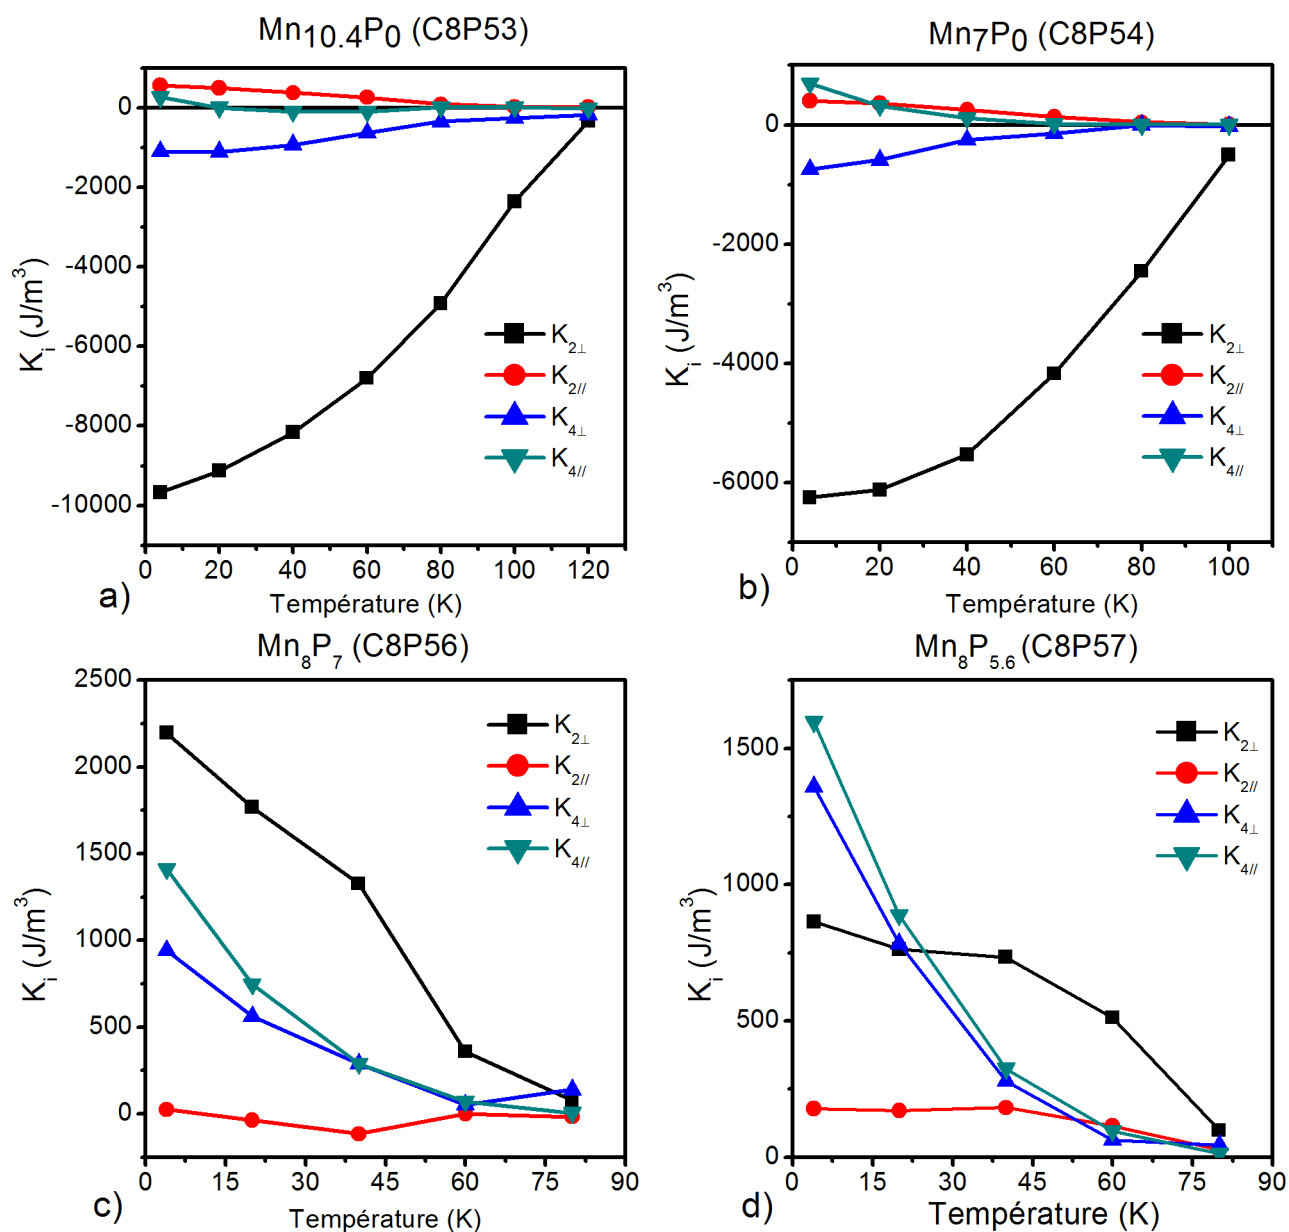 Mn10.4P0 (C8P53)
0
-2000
-4000
-6000
-8000
-10000
Ki (J/m3)
K2⊥
K2//
K4⊥
K4//
0 20 40 60 80 100 120
Température (K)
a)
Mn7P0 (C8P54)
0
-2000
-4000
-6000
Ki (J/m3)
K2⊥
K2//
K4⊥
K4//
0 20 40 60 80 100
Température (K)
b)
Mn8P7 (C8P56)
2500
2000
1500
1000
500
0
Ki (J/m3)
K2⊥
K2//
K4⊥
K4//
0 15 30 45 60 75 90
Température (K)
c)
Mn8P5.6 (C8P57)
1500
1000
500
0
Ki (J/m3)
K2⊥
K2//
K4⊥
K4//
0 15 30 45 60 75 90
Température (K)
d)